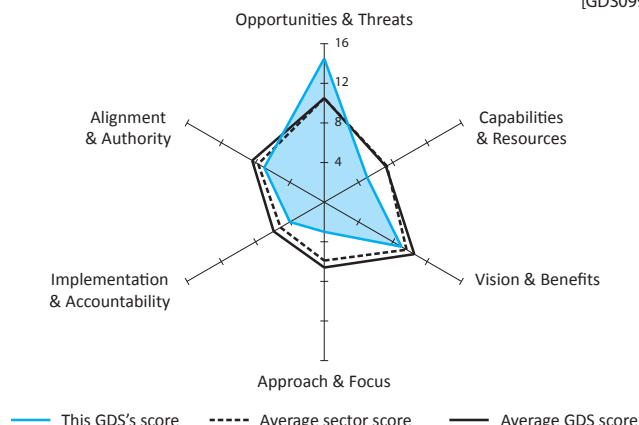 [GDS099
Opportunities & Threats
16
12
8
4
Alignment
& Authority
Capabilities
& Resources
Implementation
& Accountability
Vision & Benefits
Approach & Focus
This GDS's score
Average sector score
Average GDS score